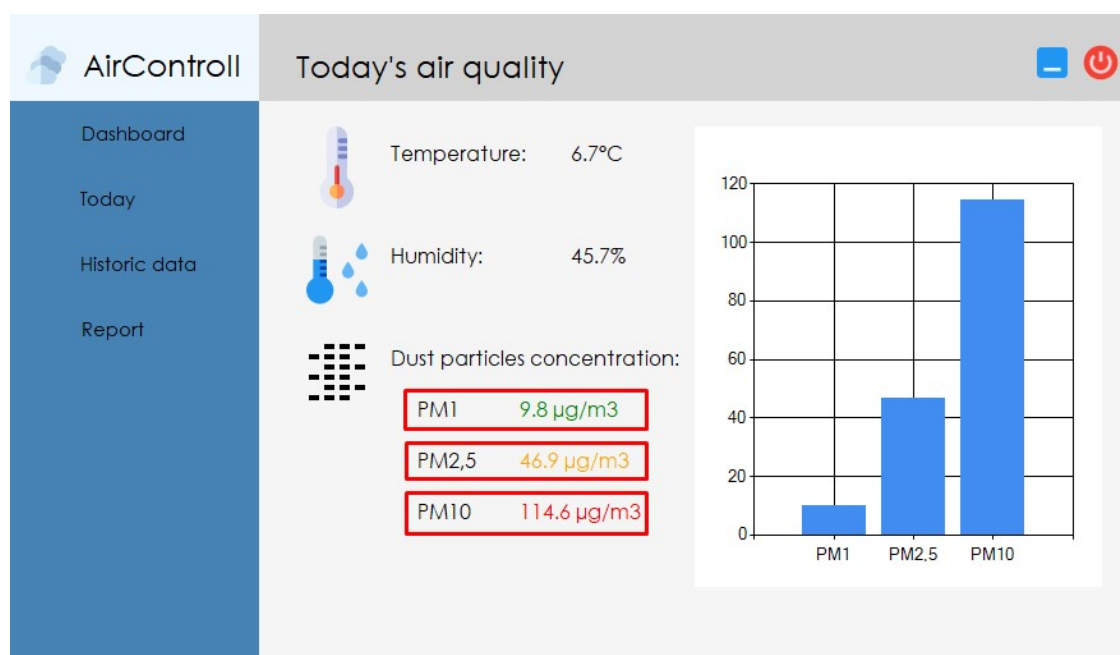 AirControll
Today's air quality
Dashboard
Today
Historic data
Report
Temperature: 6.7°C
Humidity: 45.7%
Dust particles concentration:
PM1 9.8 µg/m3
PM2,5 46.9 µg/m3
PM10 114.6 µg/m3
120
100
80
60
40
20
0
PM1 PM2,5 PM10